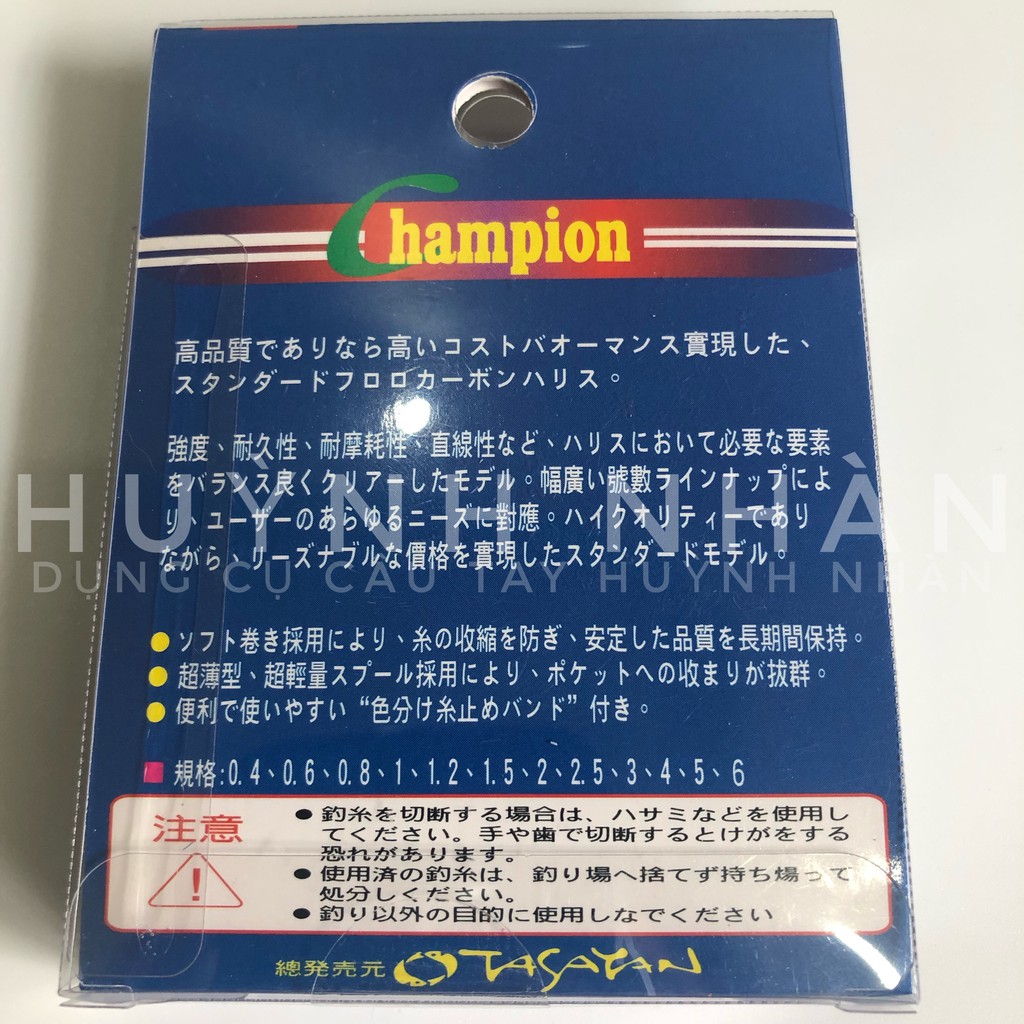 Champion
高品質でありなら高いコストバオーマンス實現した、
スタンダードフロロカーボンハリス。
強度、耐久性、耐摩耗性、直線性など、ハリスにおいて必要な要素
をバランス良くクリアーしたモデル。幅廣い號數ラインナップによ
り、ユーザーのあらゆるニーズに對應。ハイクオリティーであり
ながら、リーズナブルな價格を實現したスタンダードモデル。
HUỲNH NHÀN
DỤNG CỤ CÂU TAY HUỲNH NHÀN
● ソフト巻き採用により、糸の收縮を防ぎ、安定した品質を長期間保持。
● 超薄型、超輕量スプール採用により、ポケットへの收まりが拔群。
● 便利で使いやすい“色分け糸止めバンド”付き。
■ 規格:0.4、0.6、0.8、1、1.2、1.5、2、2.5、3、4、5、6
注意
● 釣糸を切断する場合は、ハサミなどを使用し
てください。手や歯で切断するとけがをする
恐れがあります。
● 使用済の釣糸は、釣り場へ捨てず持ち煬って
処分しください。
● 釣り以外の目的に使用しなでください
總発売元 TASAYAN